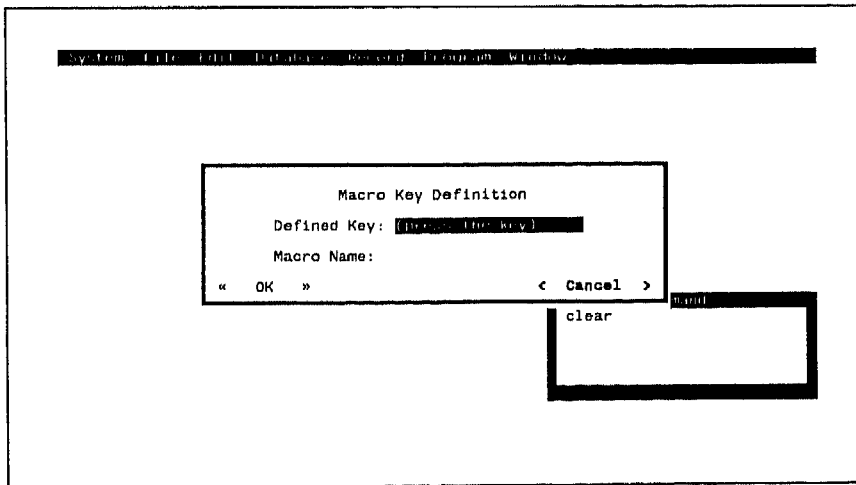 System File Edit Database Record Program Window
Macro Key Definition
Defined Key: (press the key)
Macro Name:
« OK » < Cancel >
mand
clear